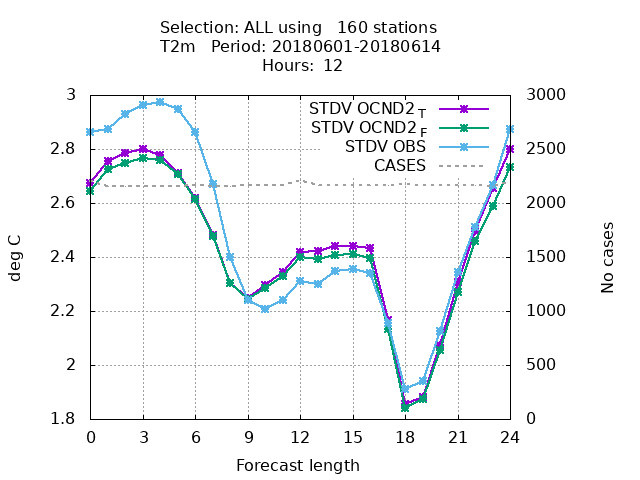 Selection: ALL using   160 stations
T2m   Period: 20180601-20180614
Hours: 12
STDV OCND2 T
STDV OCND2 F
STDV OBS
CASES
3
2.8
2.6
2.4
2.2
2
1.8
3000
2500
2000
1500
1000
500
0
deg C
No cases
0 3 6 9 12 15 18 21 24
Forecast length